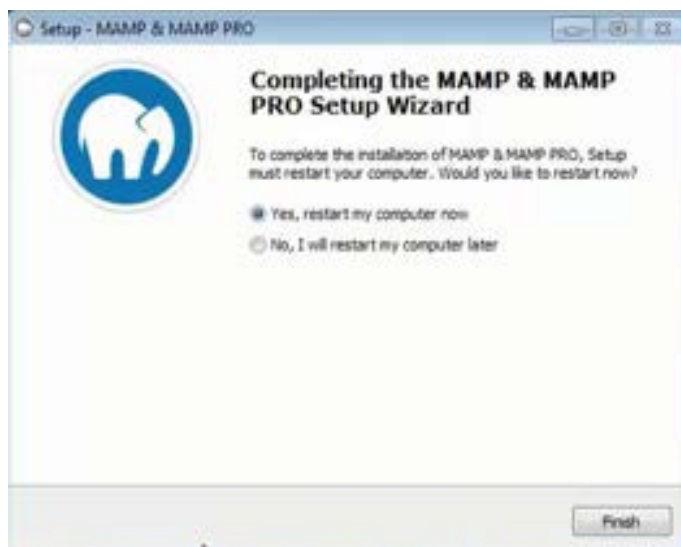 Setup - MAMP & MAMP PRO
Completing the MAMP & MAMP
PRO Setup Wizard
To complete the installation of MAMP & MAMP PRO, Setup
must restart your computer. Would you like to restart now?
Yes, restart my computer now
No, I will restart my computer later
Finish